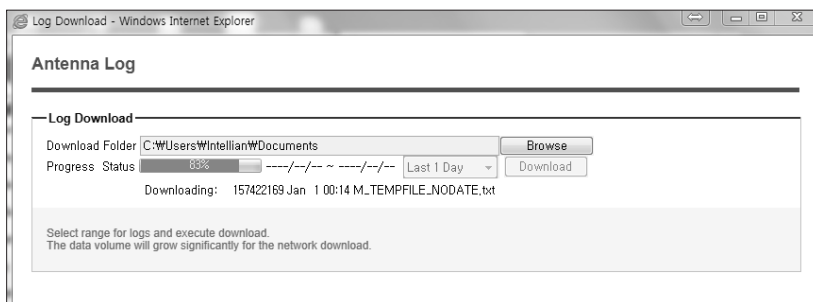 Log Download - Windows Internet Explorer
Antenna Log
Log Download
Download Folder C:₩Users₩Intellian₩Documents Browse
Progress Status 83% ----/--/-- ~ ----/--/-- Last 1 Day Download
Downloading: 157422169 Jan 1 00:14 M_TEMPFILE_NODATE,txt
Select range for logs and execute download.
The data volume will grow significantly for the network download.